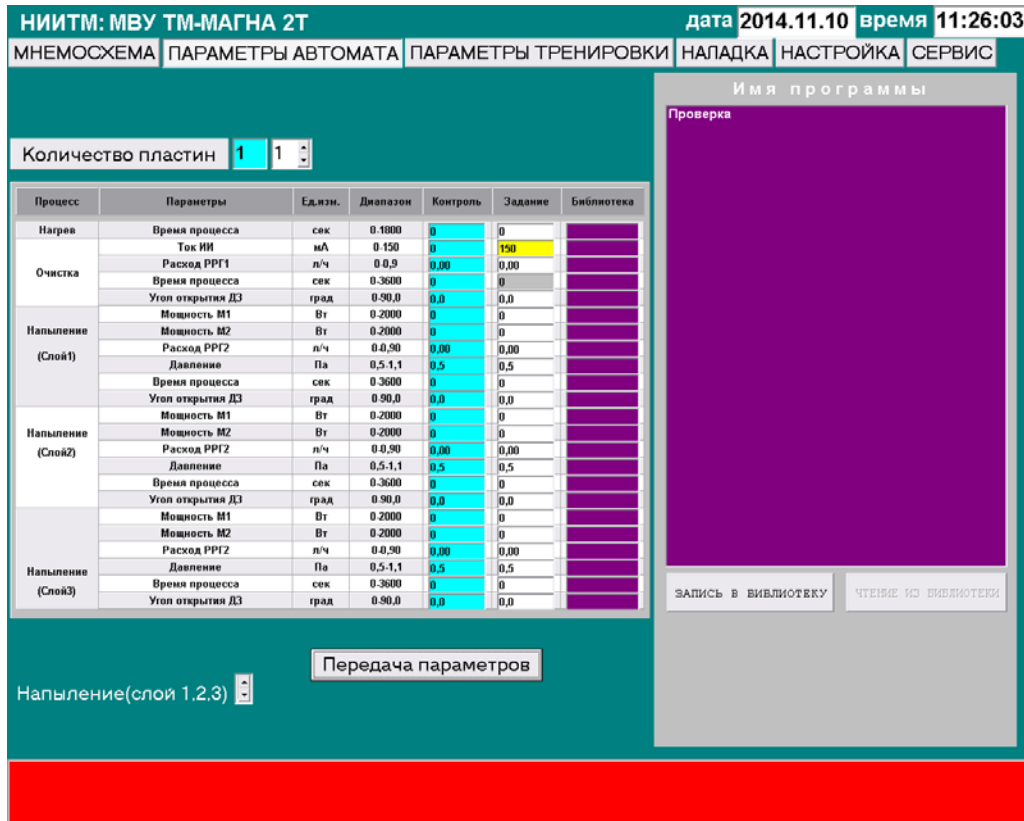 НИИТМ: МВУ ТМ-МАГНА 2Т дата 2014.11.10 время 11:26:03
МНЕМОСХЕМА ПАРАМЕТРЫ АВТОМАТА ПАРАМЕТРЫ ТРЕНИРОВКИ НАЛАДКА НАСТРОЙКА СЕРВИС
Количество пластин 1 1
Процесс Параметры Ед.изн. Диапазон Контроль Задание Библиотека
Нагрев Время процесса сек 0-1800 0 0
Очистка
Ток ИИ мА 0-150 0 150
Расход РРГ1 л/ч 0-0,9 0,00 0,00
Время процесса сек 0-3600 0 0
Угол открытия ДЗ град 0-90,0 0,0 0,0
Напыление
(Слой1)
Мощность М1 Вт 0-2000 0 0
Мощность М2 Вт 0-2000 0 0
Расход РРГ2 л/ч 0-0,90 0,00 0,00
Давление Па 0,5-1,1 0,5 0,5
Время процесса сек 0-3600 0 0
Угол открытия ДЗ град 0-90,0 0,0 0,0
Напыление
(Слой2)
Мощность М1 Вт 0-2000 0 0
Мощность М2 Вт 0-2000 0 0
Расход РРГ2 л/ч 0-0,90 0,00 0,00
Давление Па 0,5-1,1 0,5 0,5
Время процесса сек 0-3600 0 0
Угол открытия ДЗ град 0-90,0 0,0 0,0
Напыление
(Слой3)
Мощность М1 Вт 0-2000 0 0
Мощность М2 Вт 0-2000 0 0
Расход РРГ2 л/ч 0-0,90 0,00 0,00
Давление Па 0,5-1,1 0,5 0,5
Время процесса сек 0-3600 0 0
Угол открытия ДЗ град 0-90,0 0,0 0,0
Передача параметров
Напыление(слой 1,2,3)
Имя программы
Проверка
ЗАПИСЬ В БИБЛИОТЕКУ ЧТЕНИЕ ИЗ БИБЛИОТЕКИ